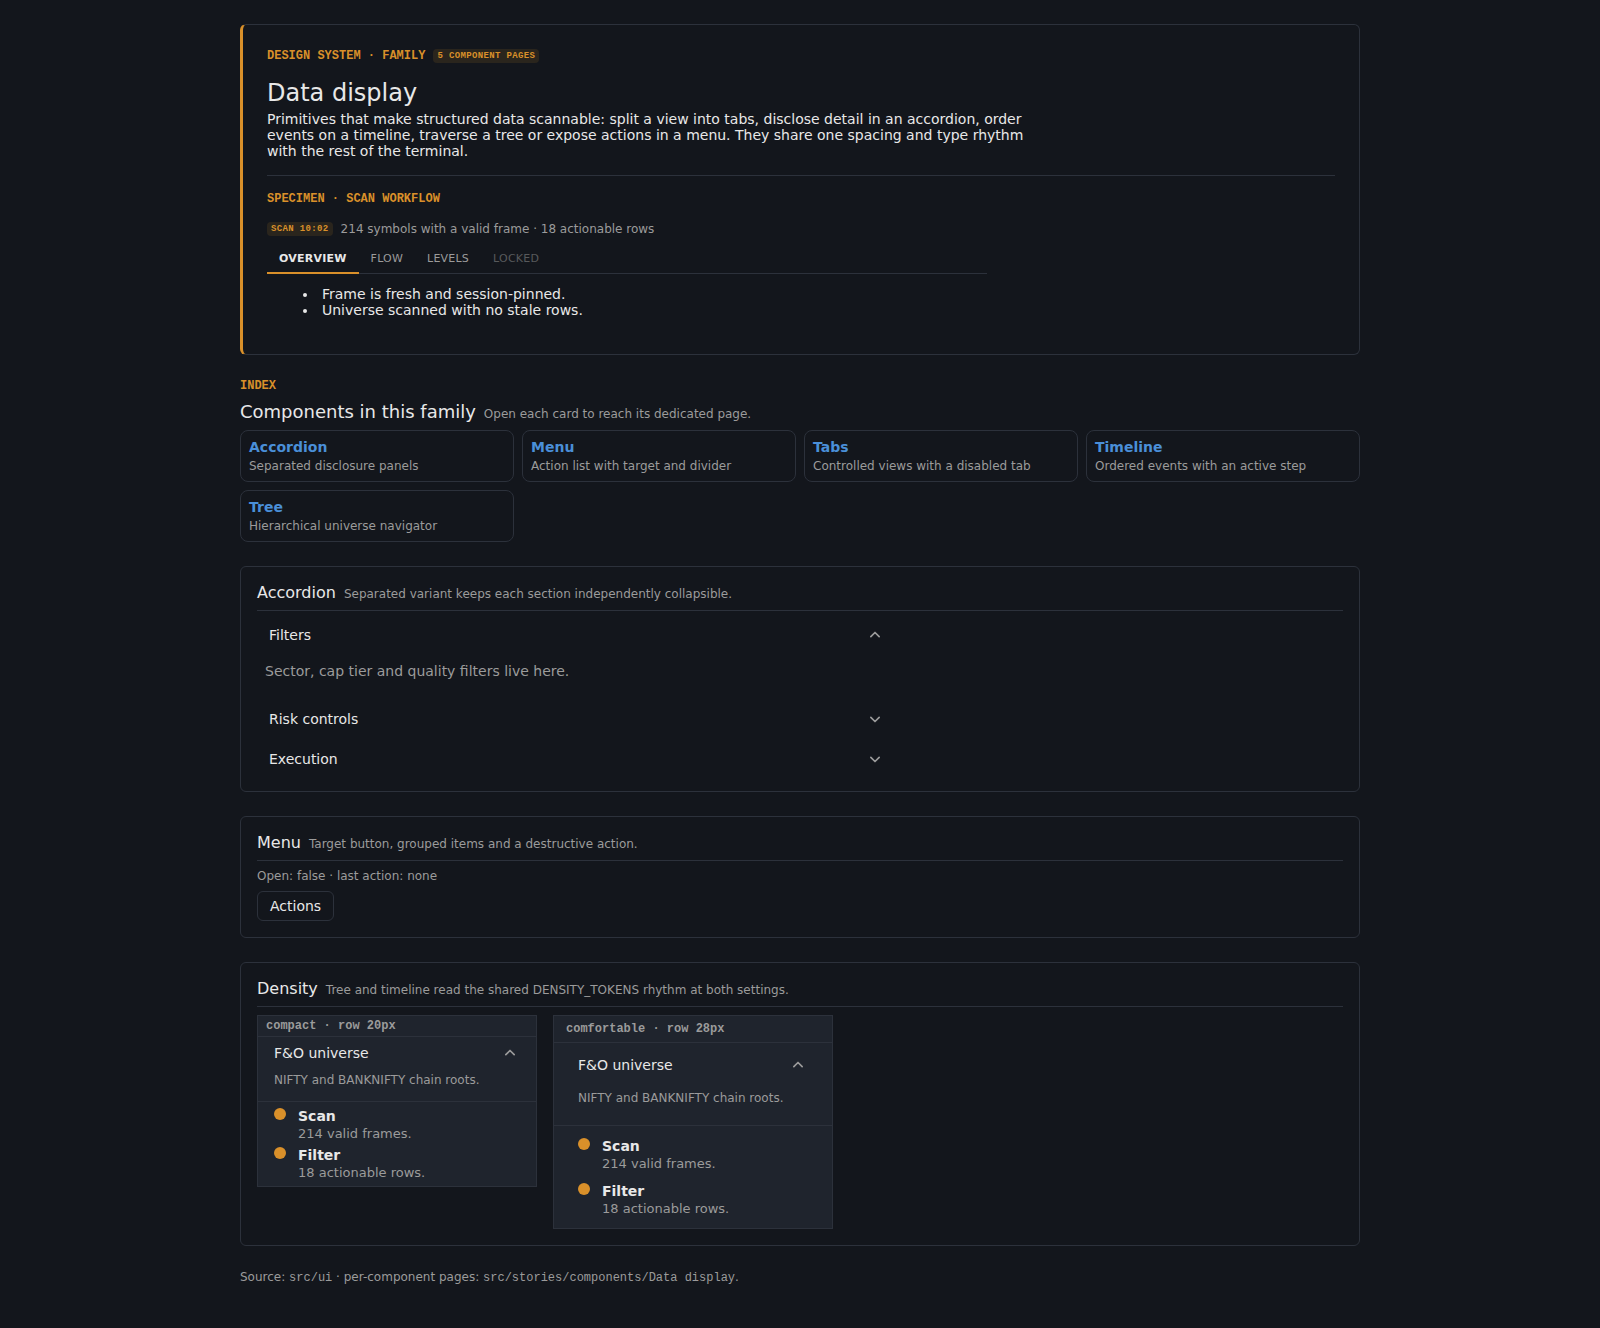 DESIGN SYSTEM · FAMILY 5 COMPONENT PAGES
Data display
Primitives that make structured data scannable: split a view into tabs, disclose detail in an accordion, order
events on a timeline, traverse a tree or expose actions in a menu. They share one spacing and type rhythm
with the rest of the terminal.
SPECIMEN · SCAN WORKFLOW
SCAN 10:02 214 symbols with a valid frame · 18 actionable rows
OVERVIEW FLOW LEVELS LOCKED
• Frame is fresh and session-pinned.
• Universe scanned with no stale rows.
INDEX
Components in this family Open each card to reach its dedicated page.
Accordion
Separated disclosure panels
Menu
Action list with target and divider
Tabs
Controlled views with a disabled tab
Timeline
Ordered events with an active step
Tree
Hierarchical universe navigator
Accordion Separated variant keeps each section independently collapsible.
Filters
Sector, cap tier and quality filters live here.
Risk controls
Execution
Menu Target button, grouped items and a destructive action.
Open: false · last action: none
Actions
Density Tree and timeline read the shared DENSITY_TOKENS rhythm at both settings.
compact · row 20px
F&O universe
NIFTY and BANKNIFTY chain roots.
Scan
214 valid frames.
Filter
18 actionable rows.
comfortable · row 28px
F&O universe
NIFTY and BANKNIFTY chain roots.
Scan
214 valid frames.
Filter
18 actionable rows.
Source: src/ui · per-component pages: src/stories/components/Data display.